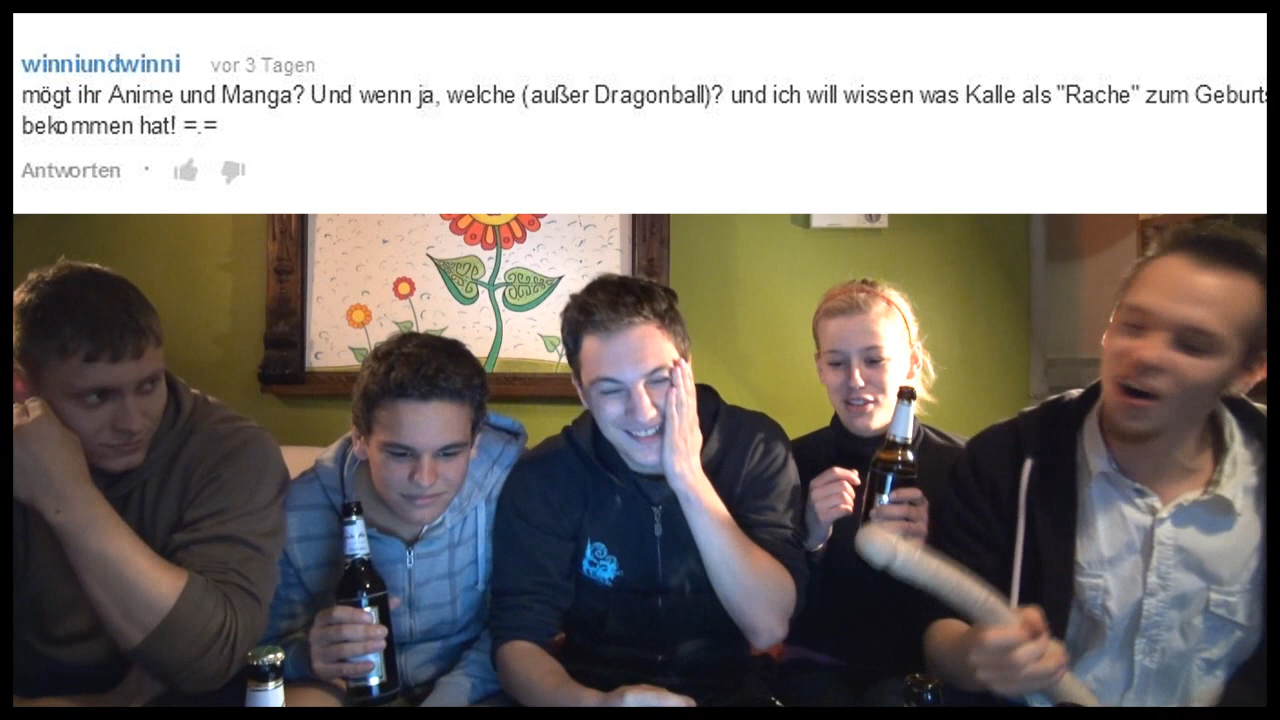 winniundwinni vor 3 Tagen
mögt ihr Anime und Manga? Und wenn ja, welche (außer Dragonball)? und ich will wissen was Kalle als "Rache" zum Geburts
bekommen hat! =.=
Antworten ·